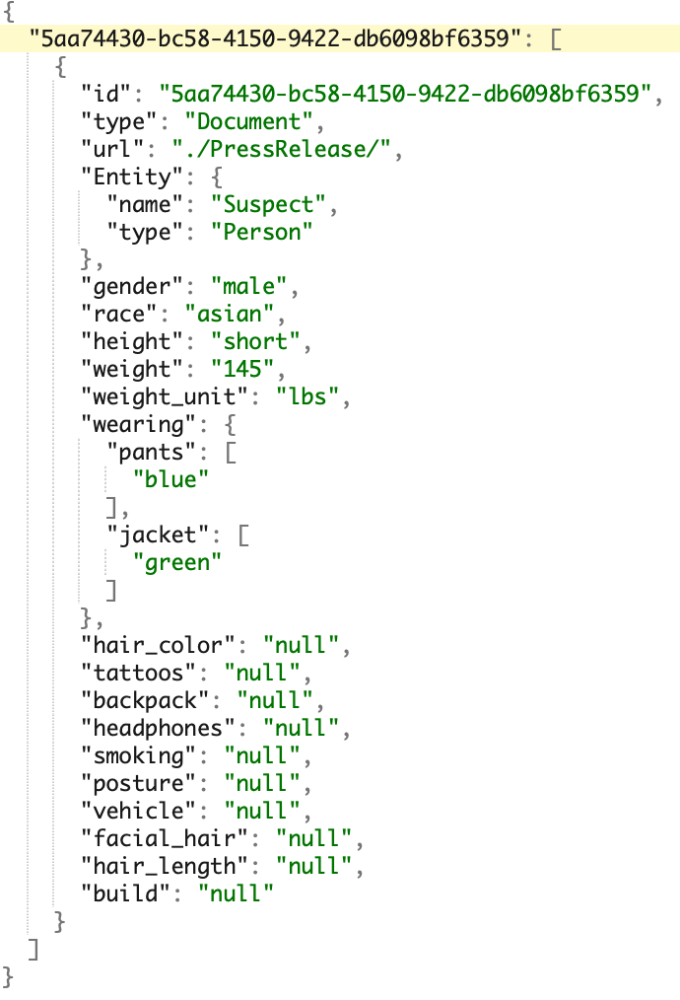 {
  "5aa74430-bc58-4150-9422-db6098bf6359": [
    {
      "id": "5aa74430-bc58-4150-9422-db6098bf6359",
      "type": "Document",
      "url": "./PressRelease/",
      "Entity": {
        "name": "Suspect",
        "type": "Person"
      },
      "gender": "male",
      "race": "asian",
      "height": "short",
      "weight": "145",
      "weight_unit": "lbs",
      "wearing": {
        "pants": [
          "blue"
        ],
        "jacket": [
          "green"
        ]
      },
      "hair_color": "null",
      "tattoos": "null",
      "backpack": "null",
      "headphones": "null",
      "smoking": "null",
      "posture": "null",
      "vehicle": "null",
      "facial_hair": "null",
      "hair_length": "null",
      "build": "null"
    }
  ]
}